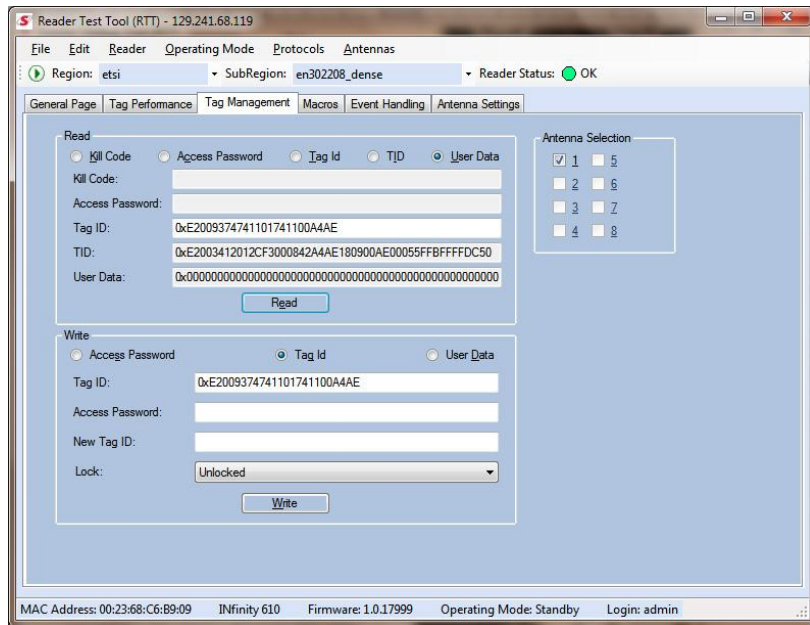 Reader Test Tool (RTT) - 129.241.68.119
File Edit Reader Operating Mode Protocols Antennas
Region: etsi SubRegion: en302208_dense Reader Status: OK
General Page Tag Perfomance Tag Management Macros Event Handling Antenna Settings
Read
Kill Code Access Password Tag Id TID User Data
Kill Code:
Access Password:
Tag ID: 0xE2009374741101741100A4AE
TID: 0xE2003412012CF3000842A4AE180900AE00055FFBFFFFDC50
User Data: 0x000000000000000000000000000000000000000000000000
Read
Antenna Selection
1 5
2 6
3 7
4 8
Write
Access Password Tag Id User Data
Tag ID: 0xE2009374741101741100A4AE
Access Password:
New Tag ID:
Lock: Unlocked
Write
MAC Address: 00:23:68:C6:B9:09 INfinity 610 Firmware: 1.0.17999 Operating Mode: Standby Login: admin